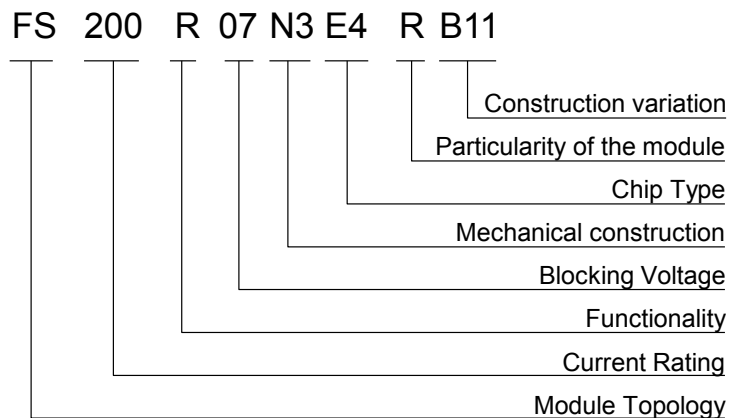 FS 200 R 07 N3 E4 R B11
Construction variation
Particularity of the module
Chip Type
Mechanical construction
Blocking Voltage
Functionality
Current Rating
Module Topology